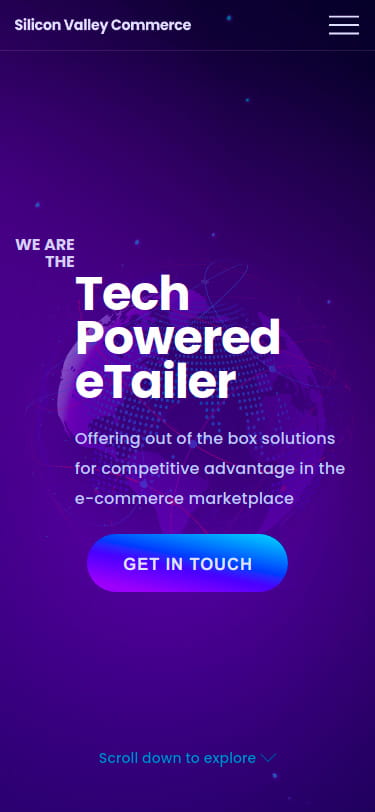 Silicon Valley Commerce
WE ARE
THE
Tech
Powered
eTailer
Offering out of the box solutions
for competitive advantage in the
e-commerce marketplace
GET IN TOUCH
Scroll down to explore